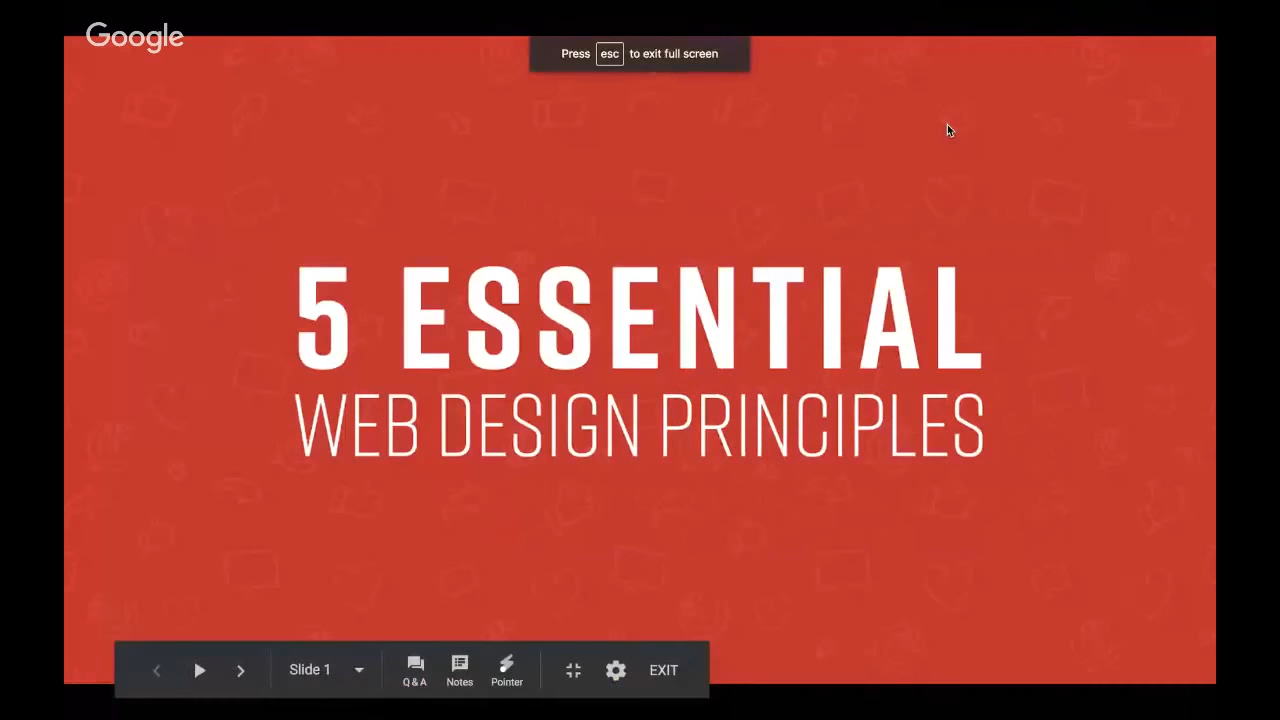 Google
Press esc to exit full screen
5 ESSENTIAL
WEB DESIGN PRINCIPLES
Slide 1
Q & A
Notes
Pointer
EXIT